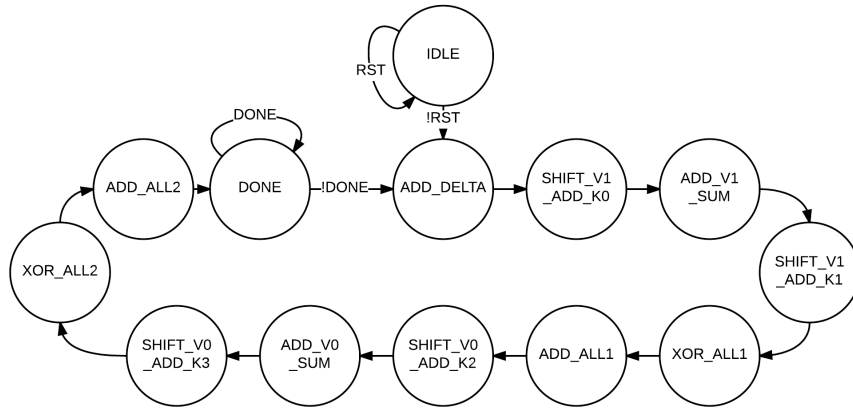 IDLE
RST
!RST
DONE
ADD_ALL2
DONE
!DONE
ADD_DELTA
SHIFT_V1
_ADD_K0
ADD_V1
_SUM
XOR_ALL2
SHIFT_V1
_ADD_K1
SHIFT_V0
_ADD_K3
ADD_V0
_SUM
SHIFT_V0
_ADD_K2
ADD_ALL1
XOR_ALL1